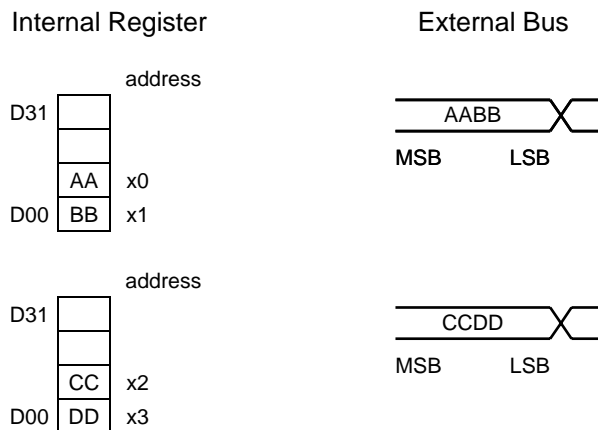 Internal Register External Bus
address
D31 AABB
MSB LSB
AA x0
D00 BB x1
address
D31 CCDD
MSB LSB
CC x2
D00 DD x3